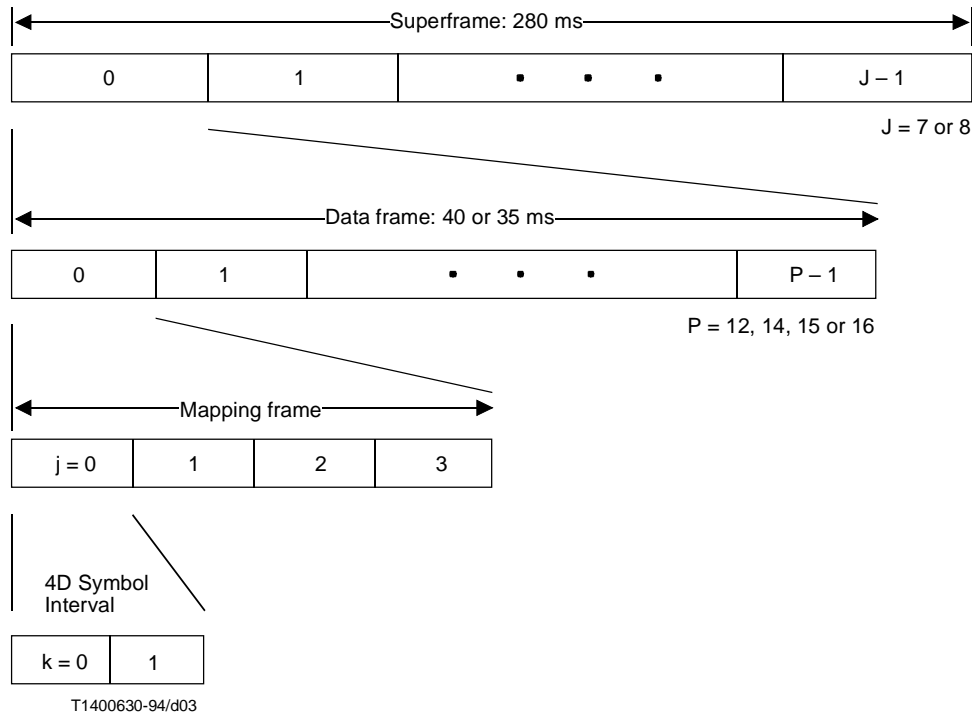 Superframe: 280 ms
0 1 • • • J – 1
J = 7 or 8
Data frame: 40 or 35 ms
0 1 • • • P – 1
P = 12, 14, 15 or 16
Mapping frame
j = 0 1 2 3
4D Symbol
Interval
k = 0 1
T1400630-94/d03